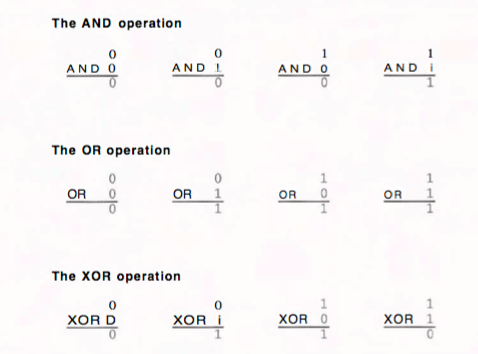 The AND operation
0 0 1 1
AND 0 AND 1 AND 0 AND 1
0 0 0 1
The OR operation
0 0 1 1
OR 0 OR 1 OR 0 OR 1
0 1 1 1
The XOR operation
0 0 1 1
XOR D XOR i XOR 0 XOR 1
0 1 1 0